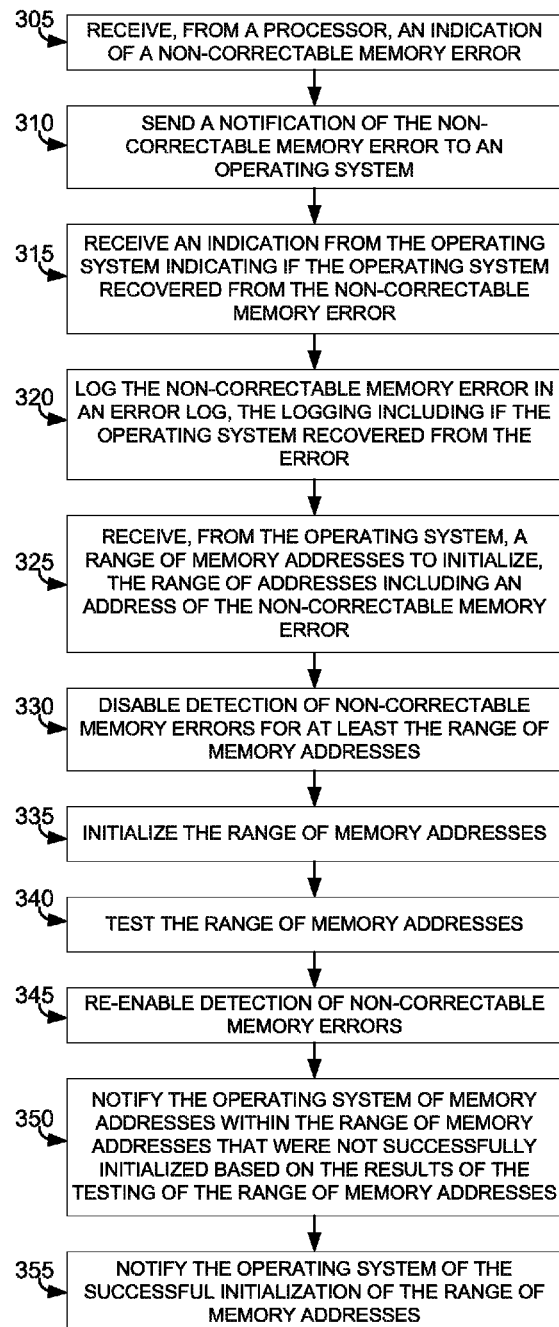 305
RECEIVE, FROM A PROCESSOR, AN INDICATION
OF A NON-CORRECTABLE MEMORY ERROR
310
SEND A NOTIFICATION OF THE NON-
CORRECTABLE MEMORY ERROR TO AN
OPERATING SYSTEM
315
RECEIVE AN INDICATION FROM THE OPERATING
SYSTEM INDICATING IF THE OPERATING SYSTEM
RECOVERED FROM THE NON-CORRECTABLE
MEMORY ERROR
320
LOG THE NON-CORRECTABLE MEMORY ERROR IN
AN ERROR LOG, THE LOGGING INCLUDING IF THE
OPERATING SYSTEM RECOVERED FROM THE
ERROR
325
RECEIVE, FROM THE OPERATING SYSTEM, A
RANGE OF MEMORY ADDRESSES TO INITIALIZE,
THE RANGE OF ADDRESSES INCLUDING AN
ADDRESS OF THE NON-CORRECTABLE MEMORY
ERROR
330
DISABLE DETECTION OF NON-CORRECTABLE
MEMORY ERRORS FOR AT LEAST THE RANGE OF
MEMORY ADDRESSES
335
INITIALIZE THE RANGE OF MEMORY ADDRESSES
340
TEST THE RANGE OF MEMORY ADDRESSES
345
RE-ENABLE DETECTION OF NON-CORRECTABLE
MEMORY ERRORS
350
NOTIFY THE OPERATING SYSTEM OF MEMORY
ADDRESSES WITHIN THE RANGE OF MEMORY
ADDRESSES THAT WERE NOT SUCCESSFULLY
INITIALIZED BASED ON THE RESULTS OF THE
TESTING OF THE RANGE OF MEMORY ADDRESSES
355
NOTIFY THE OPERATING SYSTEM OF THE
SUCCESSFUL INITIALIZATION OF THE RANGE OF
MEMORY ADDRESSES